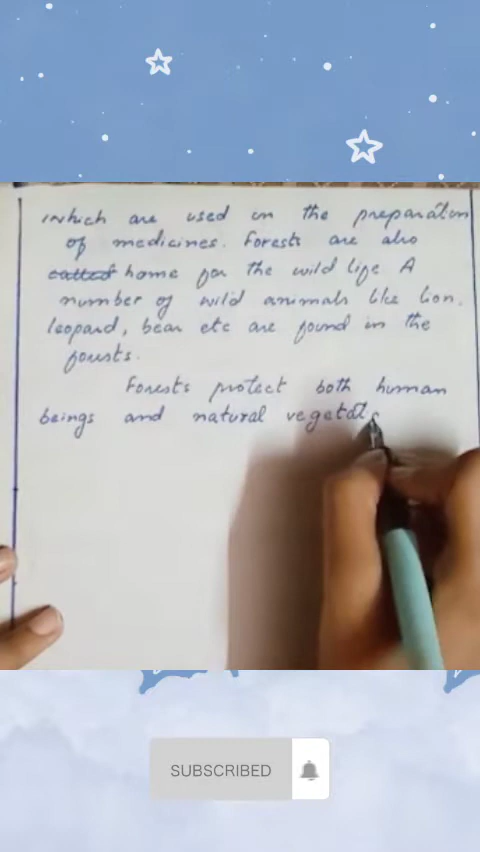 which are used in the preparation
of medicines. Forests are also
called home for the wild life A
number of wild animals like lion,
leopard, bear etc are found in the
forests.
Forests protect both human
beings and natural vegetat
SUBSCRIBED